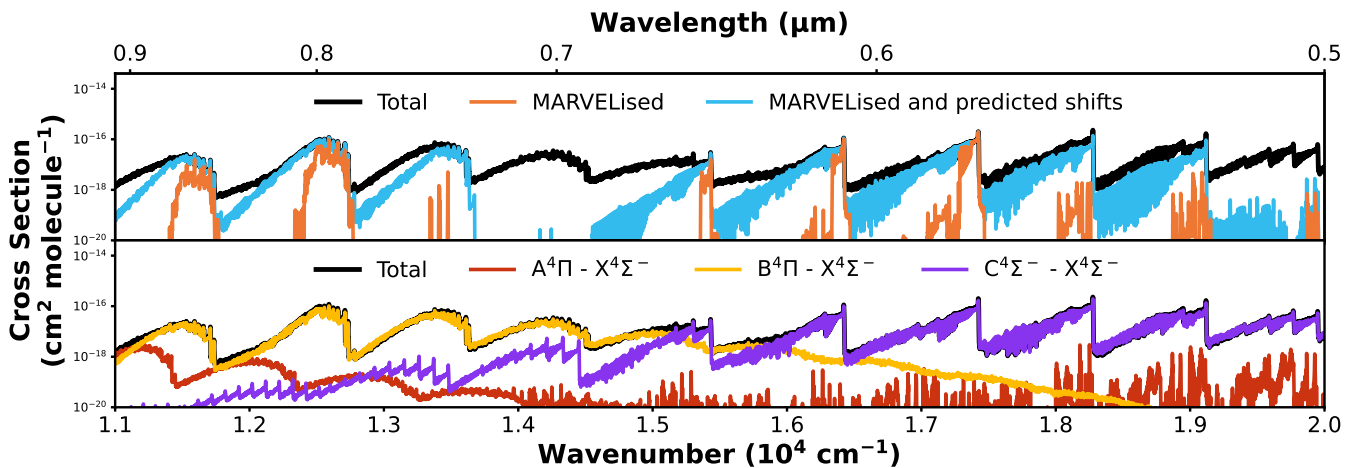 Wavelength (μm)
0.9 0.8 0.7 0.6 0.5
Cross Section
(cm² molecule⁻¹)
10⁻¹⁴
10⁻¹⁶
10⁻¹⁸
10⁻²⁰
Total MARVELised MARVELised and predicted shifts
10⁻¹⁴
10⁻¹⁶
10⁻¹⁸
10⁻²⁰
Total A⁴Π - X⁴Σ⁻ B⁴Π - X⁴Σ⁻ C⁴Σ⁻ - X⁴Σ⁻
1.1 1.2 1.3 1.4 1.5 1.6 1.7 1.8 1.9 2.0
Wavenumber (10⁴ cm⁻¹)